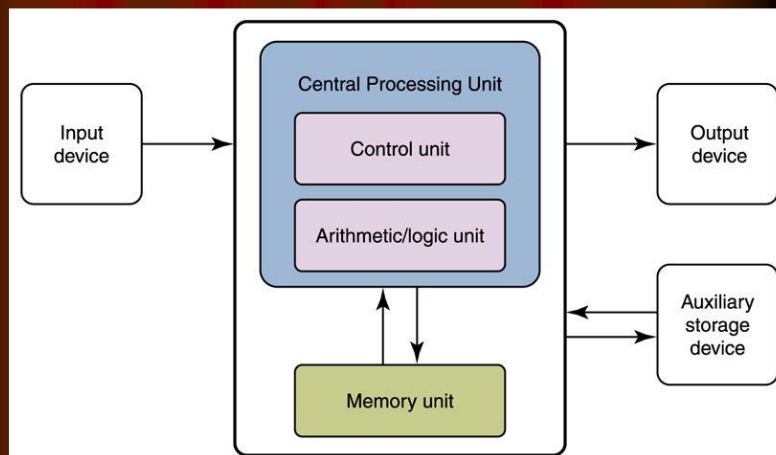 Central Processing Unit
Input
device
Control unit
Output
device
Arithmetic/logic unit
Auxiliary
storage
device
Memory unit